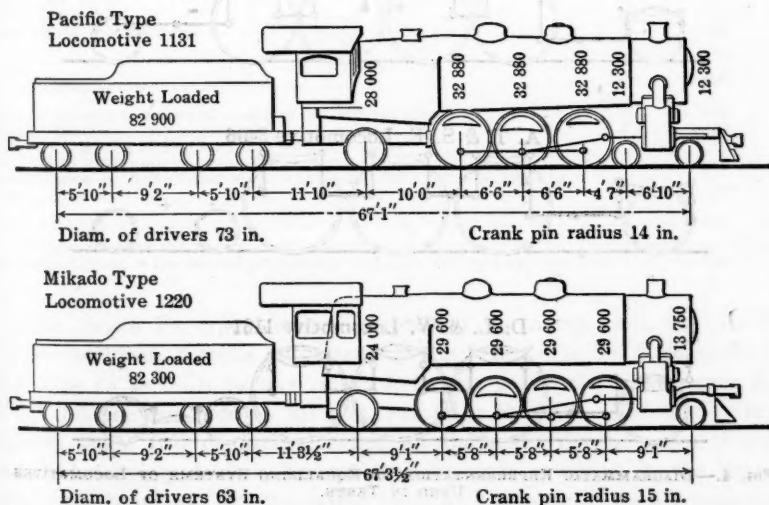 Pacific Type
Locomotive 1131
Weight Loaded
82 900
28 000
32 880
32 880
32 880
12 300
12 300
5'10" 9'2" 5'10" 11'10" 10'0" 6'6" 6'6" 4'7" 6'10"
67'1"
Diam. of drivers 73 in. Crank pin radius 14 in.
Mikado Type
Locomotive 1220
Weight Loaded
82 300
24 000
29 600
29 600
29 600
29 600
13 750
5'10" 9'2" 5'10" 11'3½" 9'1" 5'8" 5'8" 5'8" 9'1"
67'3½"
Diam. of drivers 63 in. Crank pin radius 15 in.